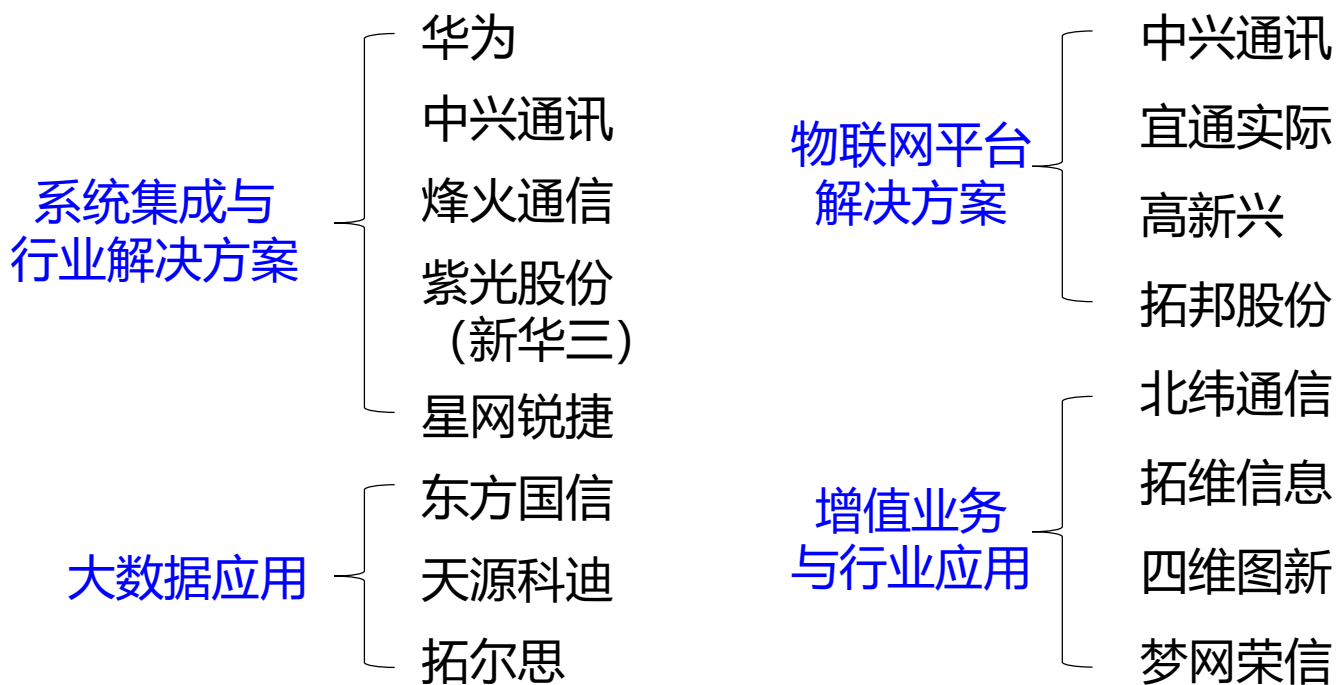 系统集成与
行业解决方案
华为
中兴通讯
烽火通信
紫光股份
（新华三）
星网锐捷
大数据应用
东方国信
天源科迪
拓尔思
物联网平台
解决方案
中兴通讯
宜通实际
高新兴
拓邦股份
增值业务
与行业应用
北纬通信
拓维信息
四维图新
梦网荣信